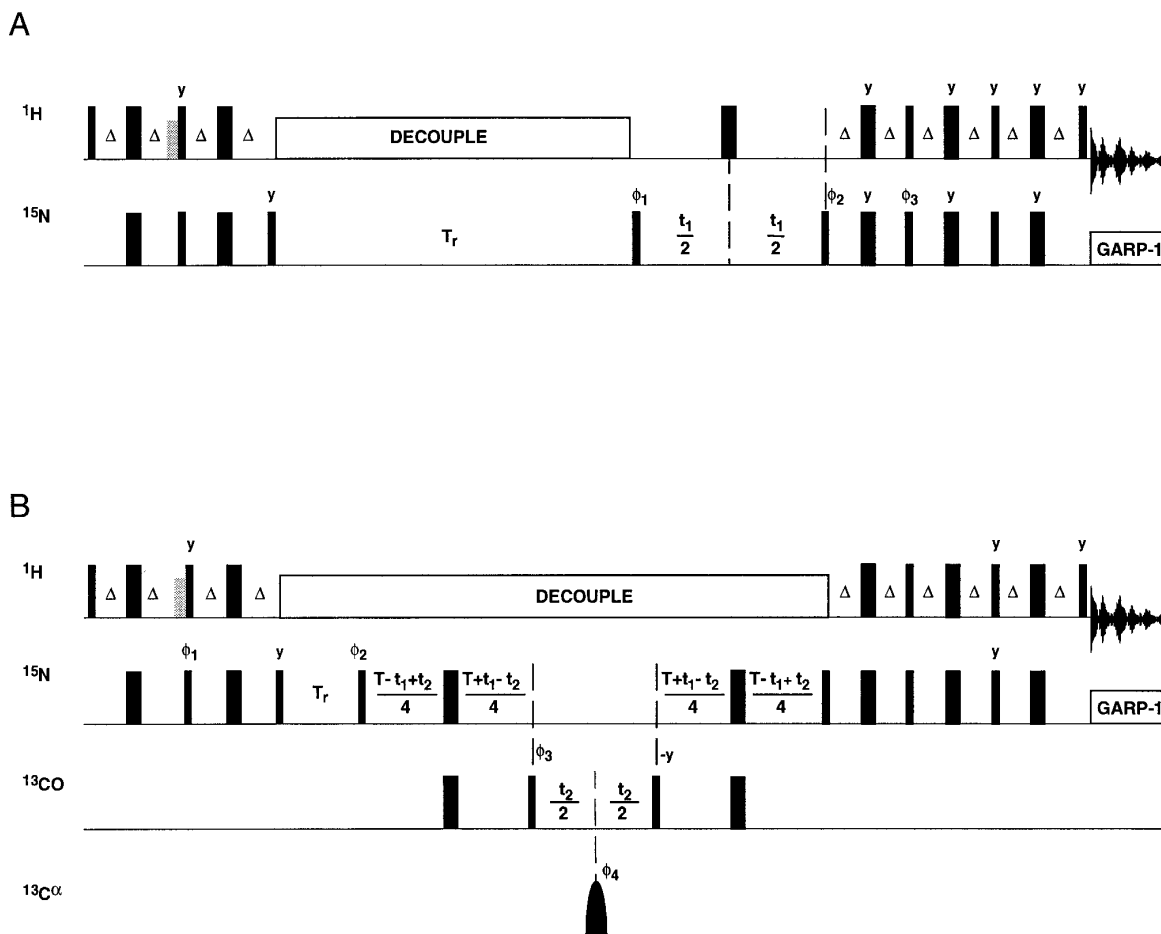 A
y y y y y y
¹H Δ Δ Δ Δ DECOUPLE Δ Δ Δ Δ Δ Δ
y ϕ₁ ϕ₂ y ϕ₃ y y
¹⁵N Tᵣ t₁/2 t₁/2 GARP-1
B
y y y
¹H Δ Δ Δ Δ DECOUPLE Δ Δ Δ Δ Δ Δ
ϕ₁ y ϕ₂ y
¹⁵N Tᵣ T-t₁+t₂/4 T+t₁-t₂/4 T+t₁-t₂/4 T-t₁+t₂/4 GARP-1
ϕ₃ -y
¹³CO t₂/2 t₂/2
¹³Cᵅ ϕ₄